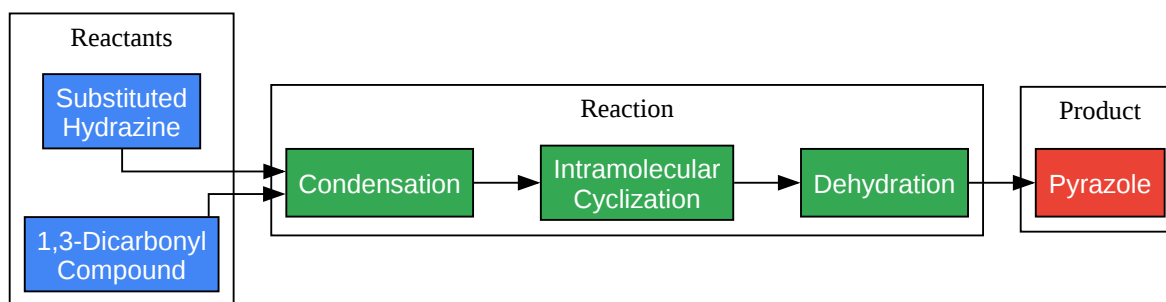 Reactants
Substituted
Hydrazine
1,3-Dicarbonyl
Compound
Reaction
Condensation
Intramolecular
Cyclization
Dehydration
Product
Pyrazole